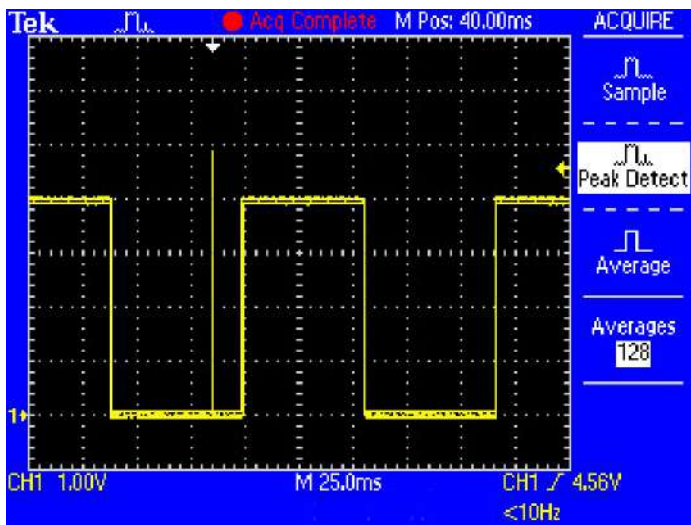 Tek Acq Complete M Pos: 40.00ms ACQUIRE
Sample
Peak Detect
Average
Averages
128
1
CH1 1.00V M 25.0ms CH1 4.56V
<10Hz